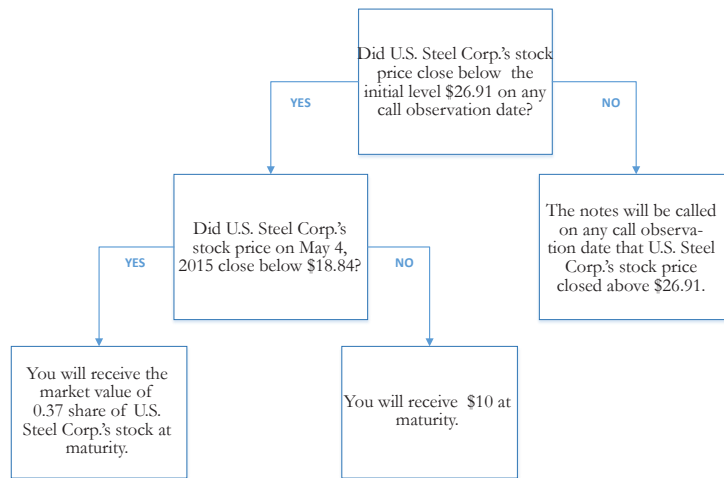 Did U.S. Steel Corp.'s stock
price close below the
initial level $26.91 on any
call observation date?
YES
NO
Did U.S. Steel Corp.'s
stock price on May 4,
2015 close below $18.84?
The notes will be called
on any call observa-
tion date that U.S. Steel
Corp.'s stock price
closed above $26.91.
YES
NO
You will receive the
market value of
0.37 share of U.S.
Steel Corp.'s stock at
maturity.
You will receive $10 at
maturity.